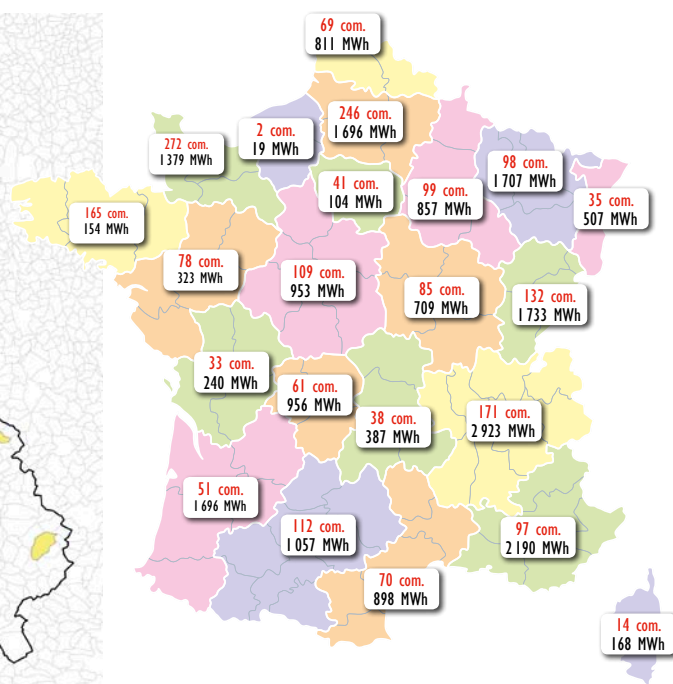 69 com.
811 MWh
246 com.
1 696 MWh
2 com.
19 MWh
272 com.
1 379 MWh
98 com.
1 707 MWh
41 com.
104 MWh
99 com.
857 MWh
35 com.
507 MWh
165 com.
154 MWh
78 com.
323 MWh
109 com.
953 MWh
85 com.
709 MWh
132 com.
1 733 MWh
33 com.
240 MWh
61 com.
956 MWh
38 com.
387 MWh
171 com.
2 923 MWh
51 com.
1 696 MWh
112 com.
1 057 MWh
97 com.
2 190 MWh
70 com.
898 MWh
14 com.
168 MWh